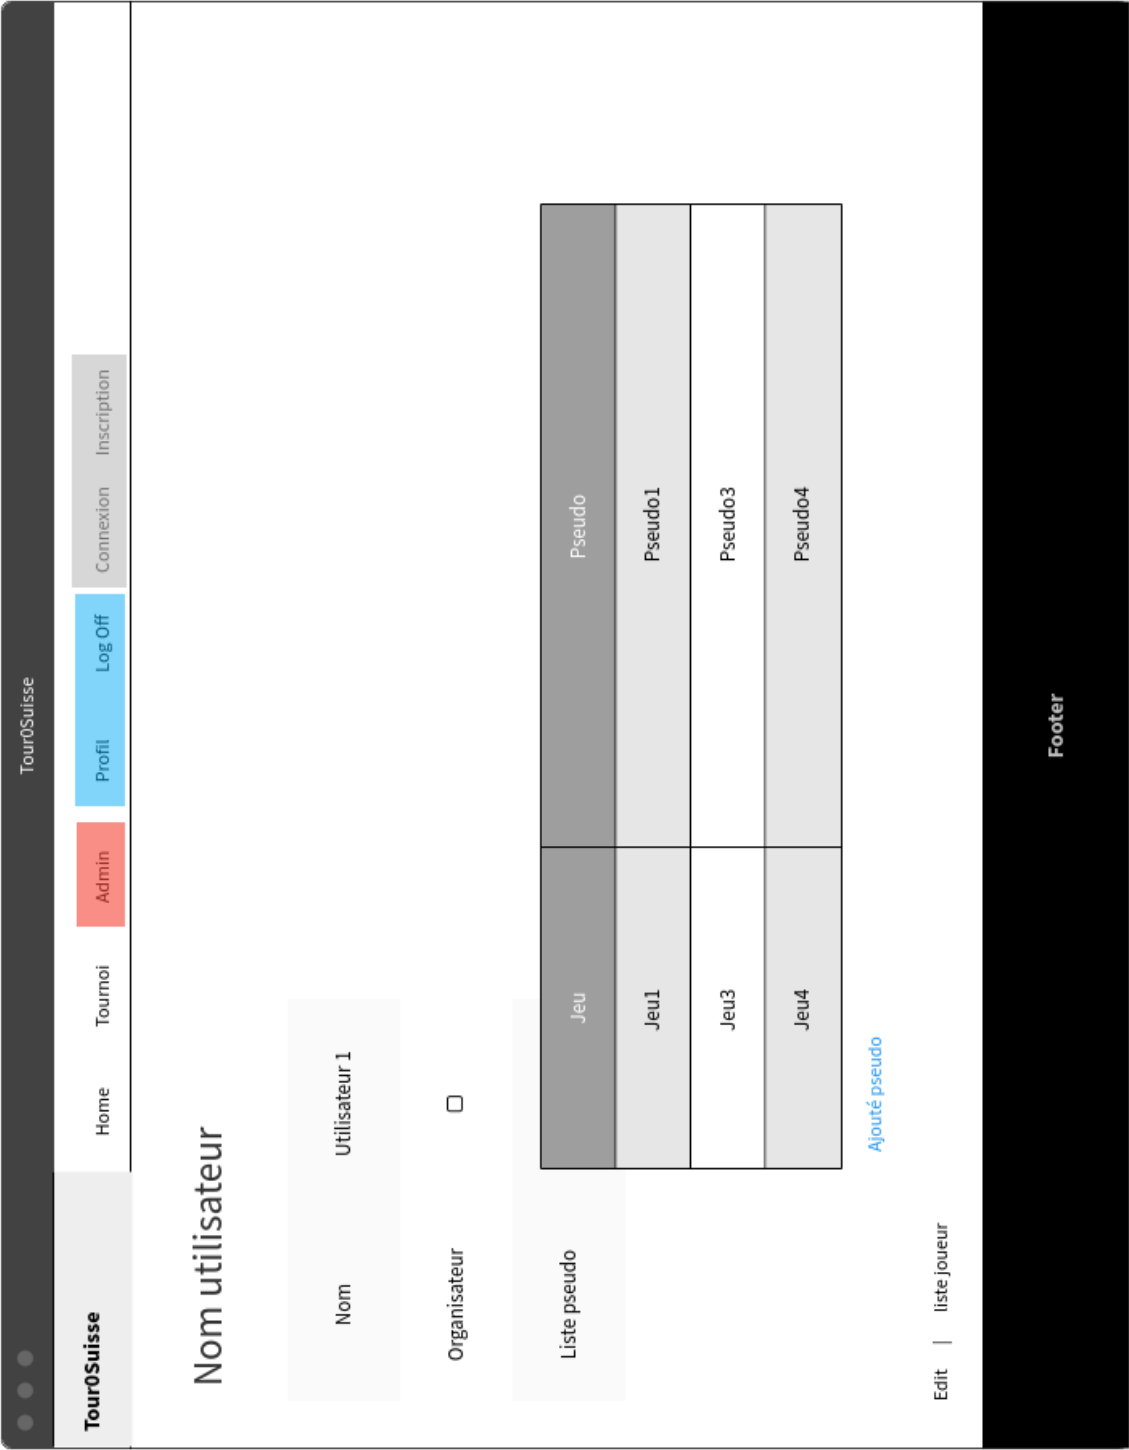 Tour0Suisse
Tour0Suisse Home Tournoi Admin Profil Log Off Connexion Inscription
Nom utilisateur
Nom Utilisateur 1
Organisateur
Liste pseudo
Jeu Pseudo
Jeu1 Pseudo1
Jeu3 Pseudo3
Jeu4 Pseudo4
Ajouté pseudo
Edit | liste joueur
Footer